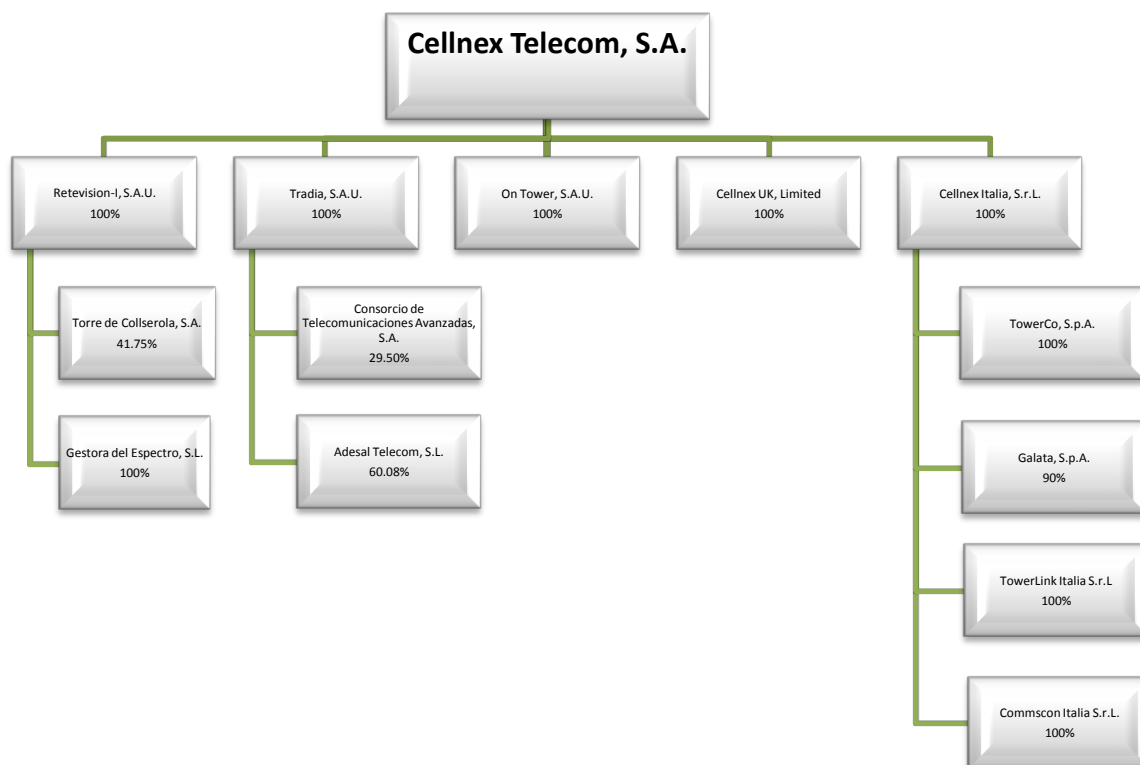 Cellnex Telecom, S.A.
Retevision-I, S.A.U.
100%
Tradia, S.A.U.
100%
On Tower, S.A.U.
100%
Cellnex UK, Limited
100%
Cellnex Italia, S.r.L.
100%
Torre de Collserola, S.A.
41.75%
Consorcio de
Telecomunicaciones Avanzadas,
S.A.
29.50%
TowerCo, S.p.A.
100%
Gestora del Espectro, S.L.
100%
Adesal Telecom, S.L.
60.08%
Galata, S.p.A.
90%
TowerLink Italia S.r.L
100%
Commscon Italia S.r.L.
100%